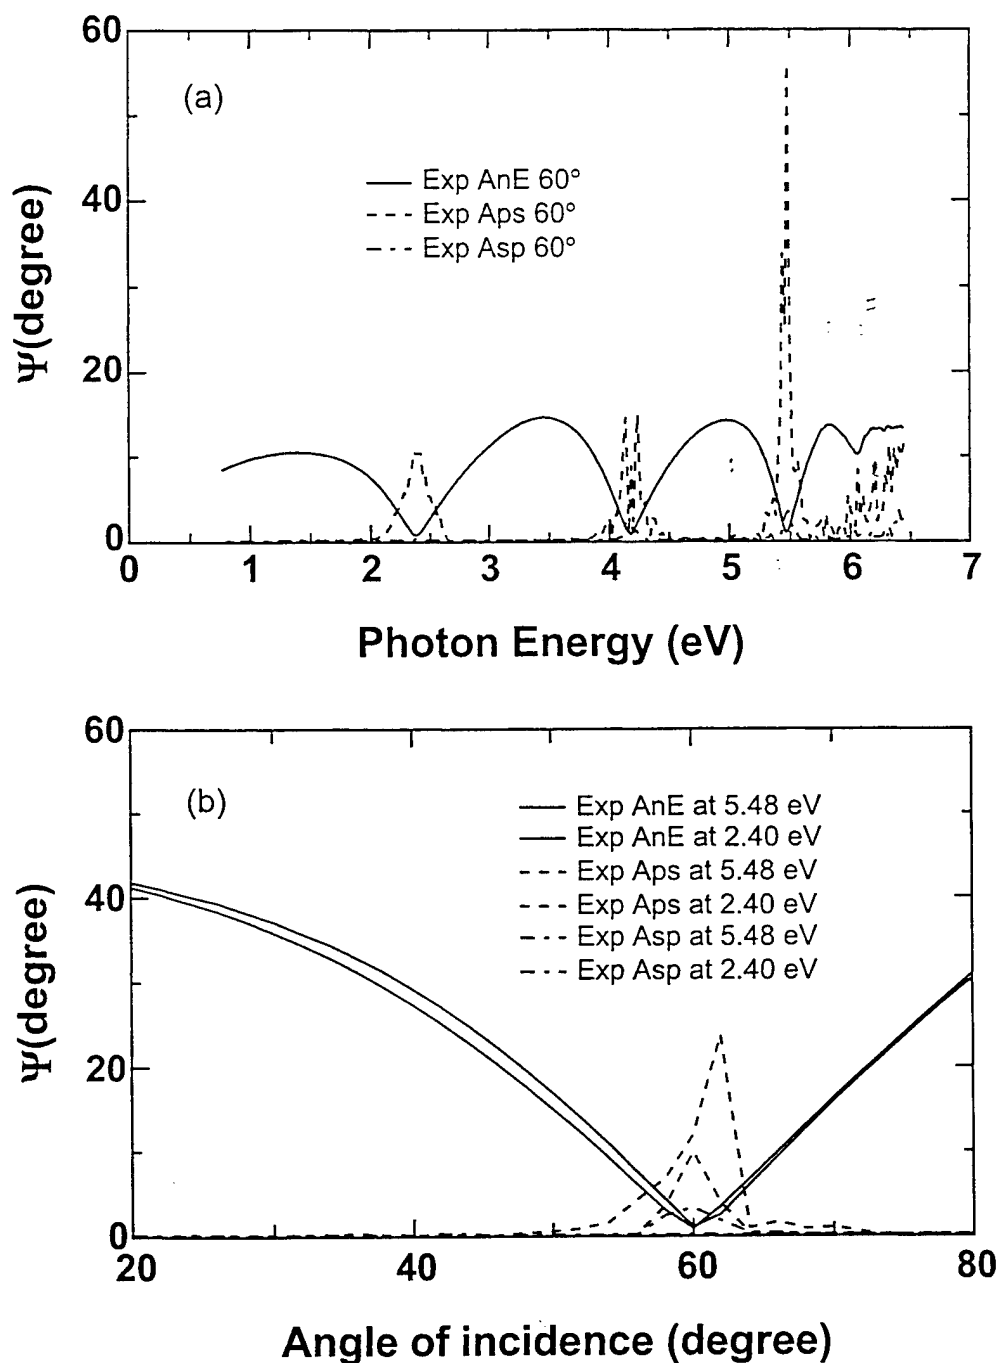 60
(a)
Exp AnE 60°
Exp Aps 60°
Exp Asp 60°
40
20
0
Ψ(degree)
0 1 2 3 4 5 6 7
Photon Energy (eV)
60
(b)
Exp AnE at 5.48 eV
Exp AnE at 2.40 eV
Exp Aps at 5.48 eV
Exp Aps at 2.40 eV
Exp Asp at 5.48 eV
Exp Asp at 2.40 eV
40
20
0
Ψ(degree)
20 40 60 80
Angle of incidence (degree)